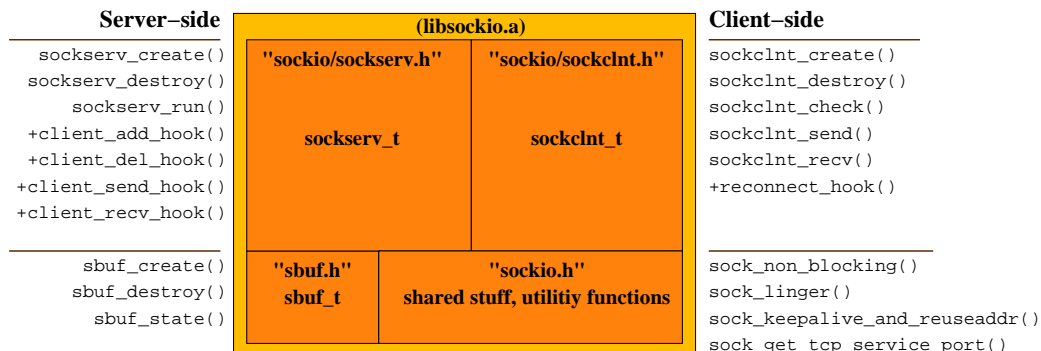 Server−side
sockserv_create()
sockserv_destroy()
sockserv_run()
+client_add_hook()
+client_del_hook()
+client_send_hook()
+client_recv_hook()
sbuf_create()
sbuf_destroy()
sbuf_state()
(libsockio.a)
"sockio/sockserv.h"
sockserv_t
"sockio/sockclnt.h"
sockclnt_t
"sbuf.h"
sbuf_t
"sockio.h"
shared stuff, utilitiy functions
Client−side
sockclnt_create()
sockclnt_destroy()
sockclnt_check()
sockclnt_send()
sockclnt_recv()
+reconnect_hook()
sock_non_blocking()
sock_linger()
sock_keepalive_and_reuseaddr()
sock_get_tcp_service_port()